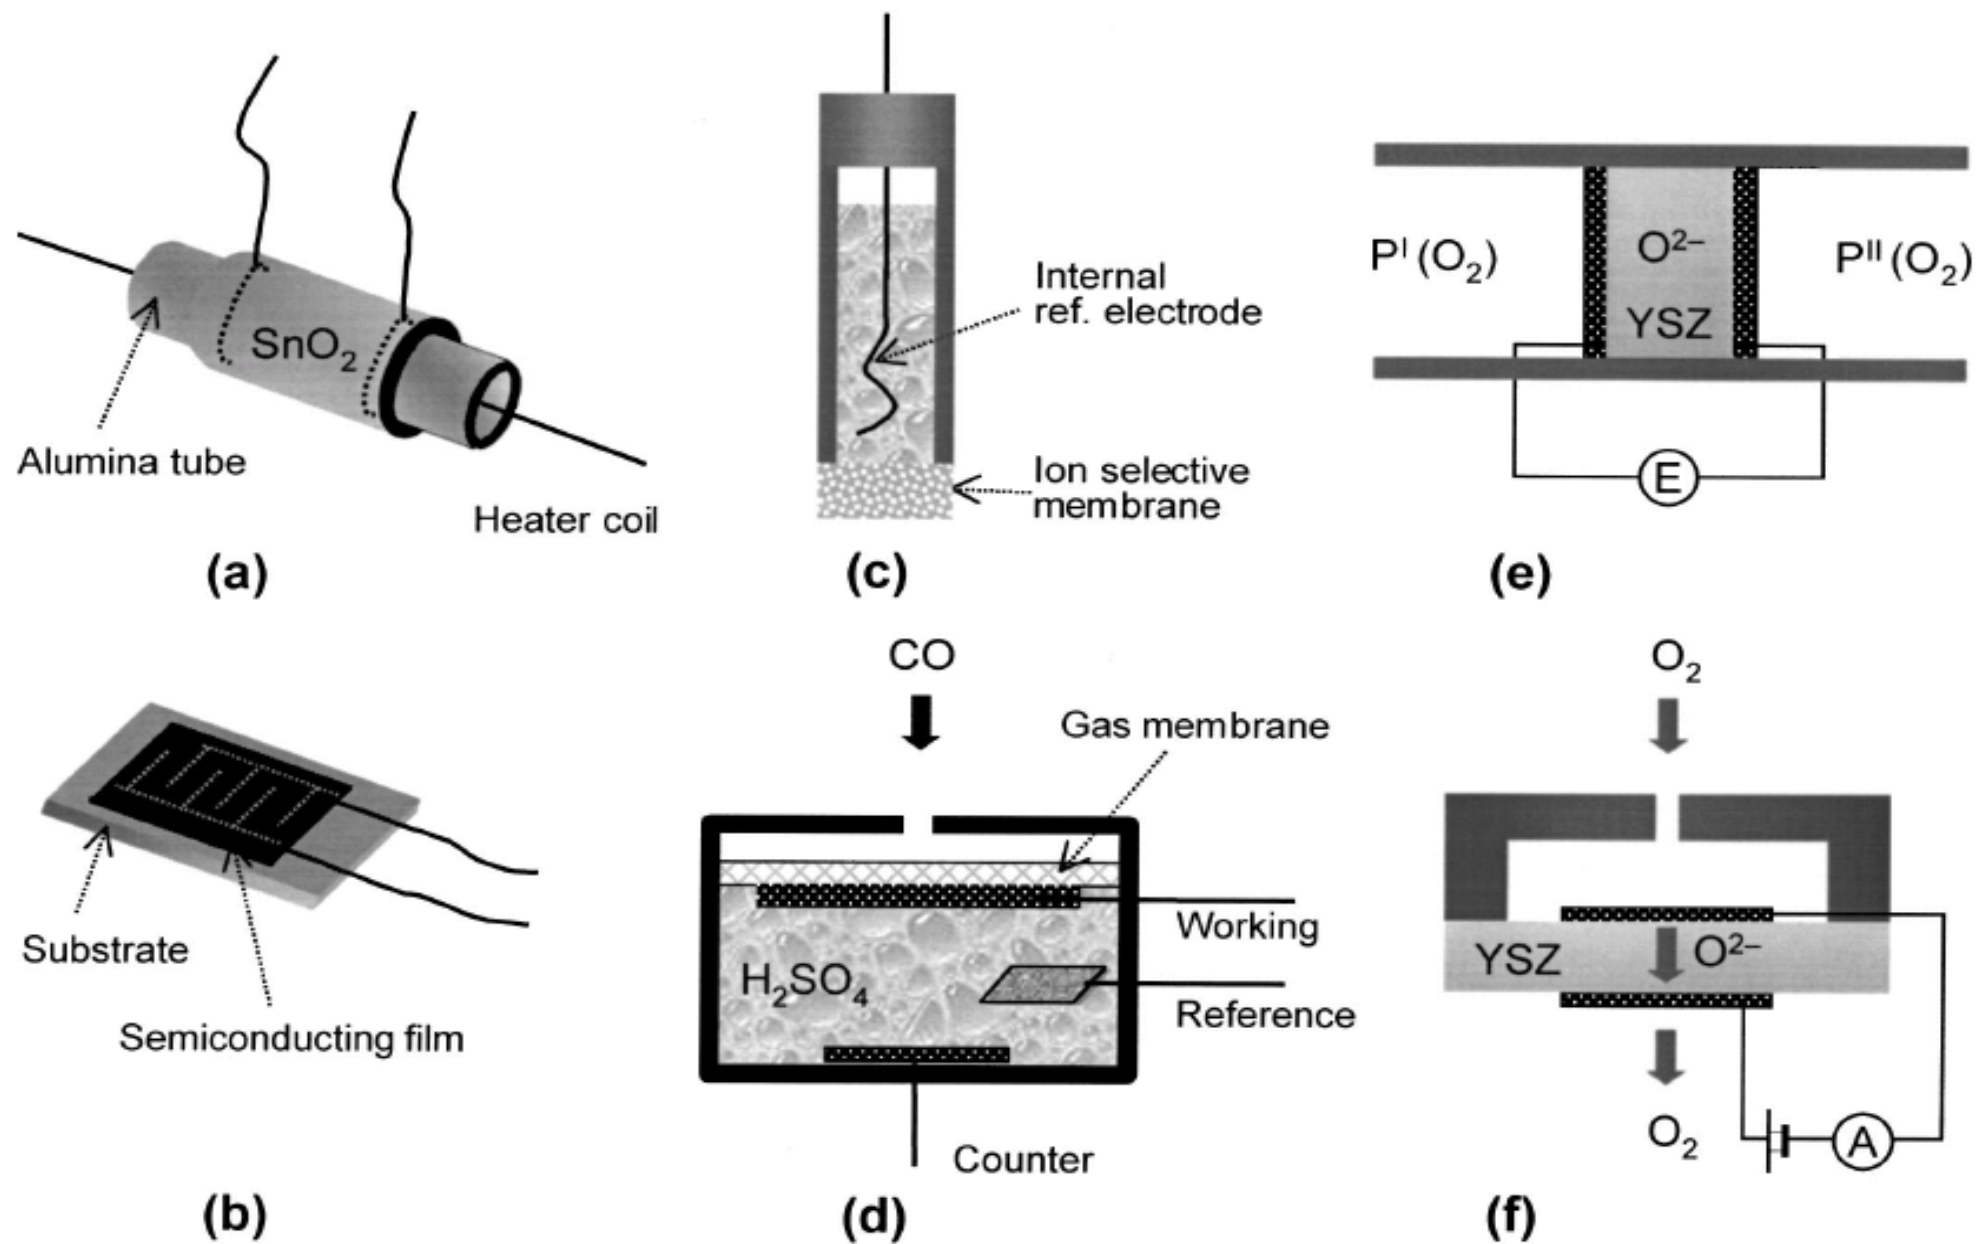 SnO₂
Alumina tube
Heater coil
(a)
Substrate
Semiconducting film
(b)
Internal
ref. electrode
Ion selective
membrane
(c)
CO
Gas membrane
Working
H₂SO₄
Reference
Counter
(d)
Pᴵ (O₂)
O²⁻
YSZ
Pᴵᴵ (O₂)
E
(e)
O₂
YSZ
O²⁻
O₂
A
(f)